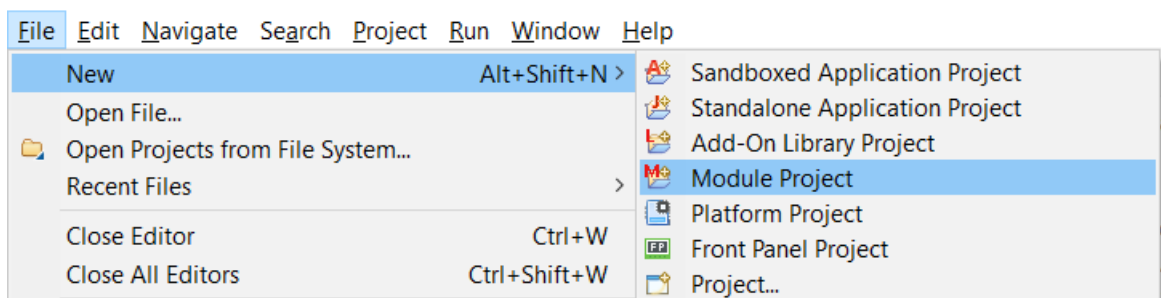 File Edit Navigate Search Project Run Window Help
New Alt+Shift+N >
Open File...
Open Projects from File System...
Recent Files >
Close Editor Ctrl+W
Close All Editors Ctrl+Shift+W
Sandboxed Application Project
Standalone Application Project
Add-On Library Project
Module Project
Platform Project
Front Panel Project
Project...